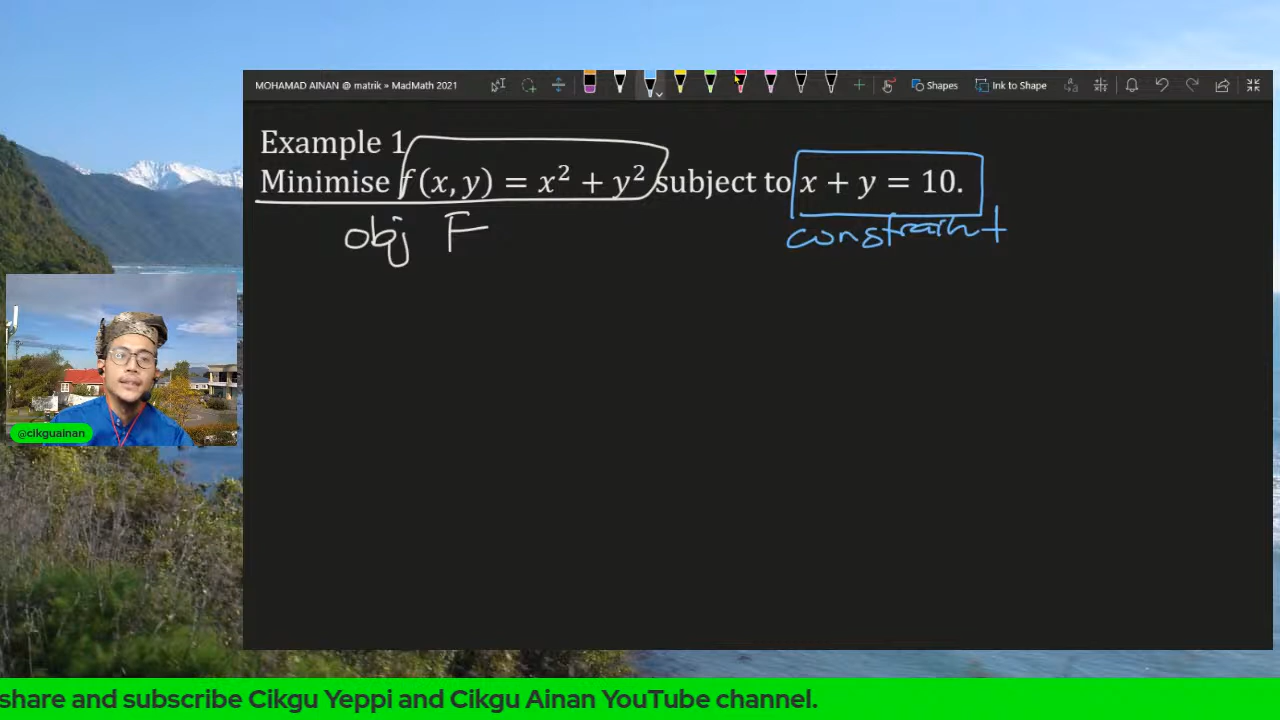 MOHAMAD AINAN @ matrik » MadMath 2021
Shapes
Ink to Shape
Example 1
Minimise f(x, y) = x² + y² subject to x + y = 10.
obj F
constraint
@cikguainan
share and subscribe Cikgu Yeppi and Cikgu Ainan YouTube channel.